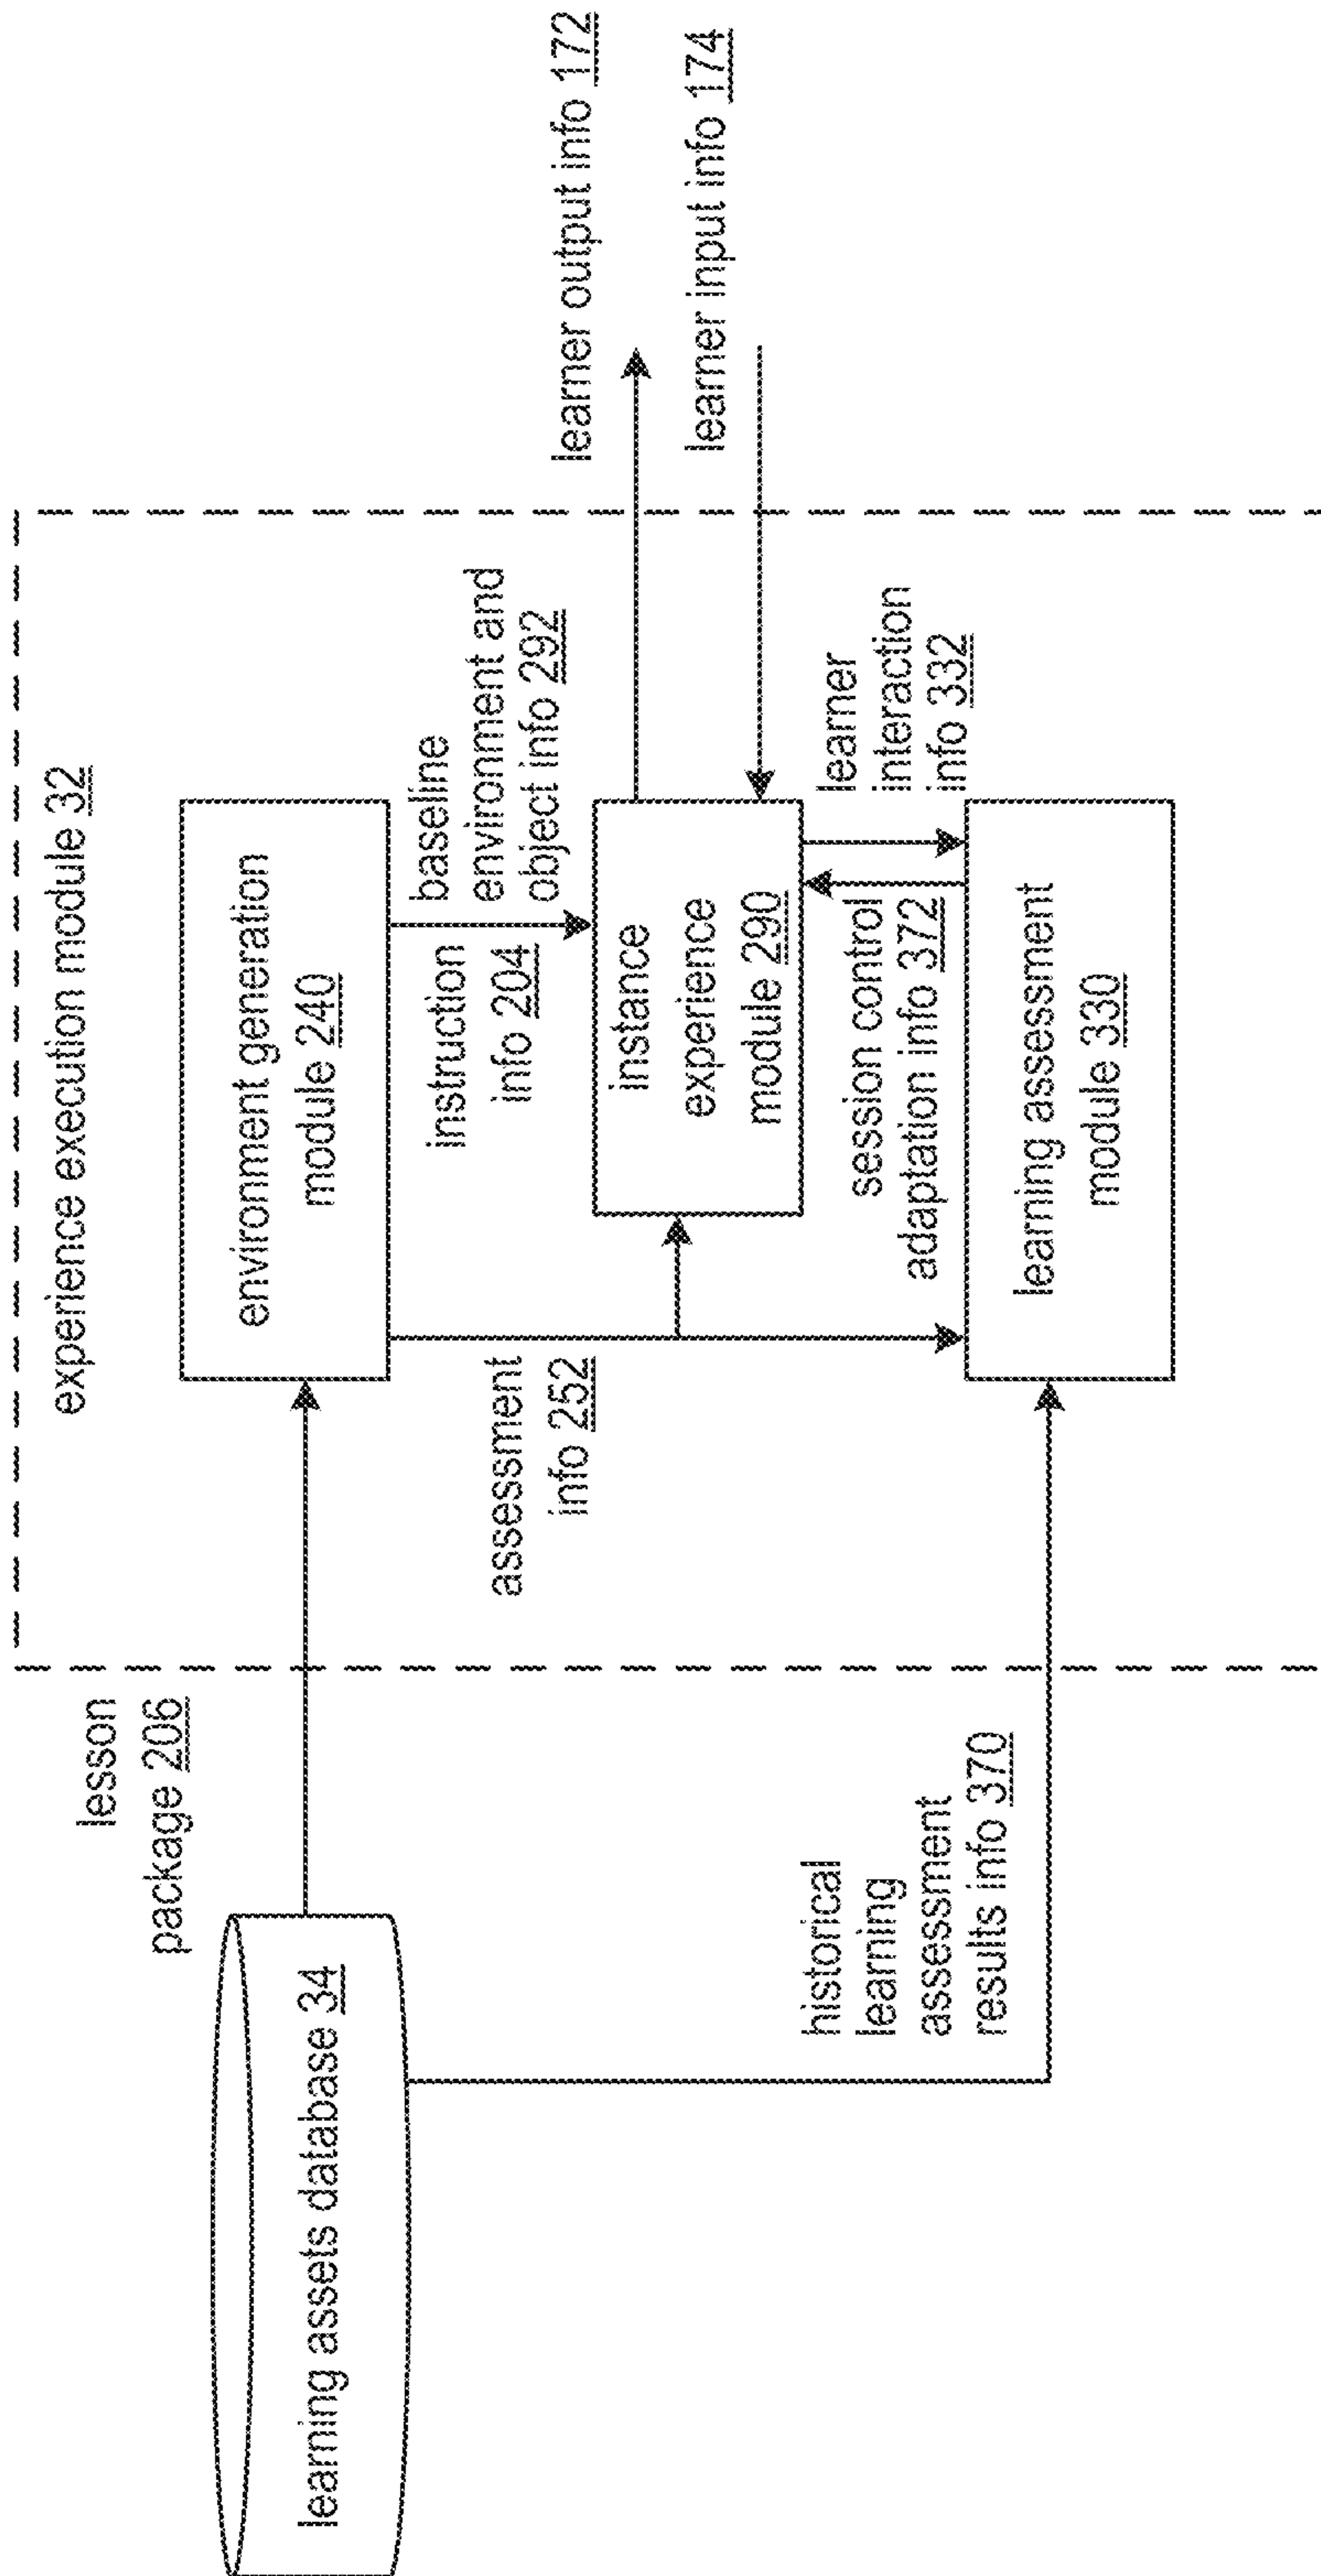 experience execution module 32
lesson
package 206
learning assets database 34
environment generation
module 240
assessment
info 252
instruction
info 204
baseline
environment and
object info 292
learner output info 172
learner input info 174
instance
experience
module 290
session control
adaptation info 372
learner
interaction
info 332
historical
learning
assessment
results info 370
learning assessment
module 330